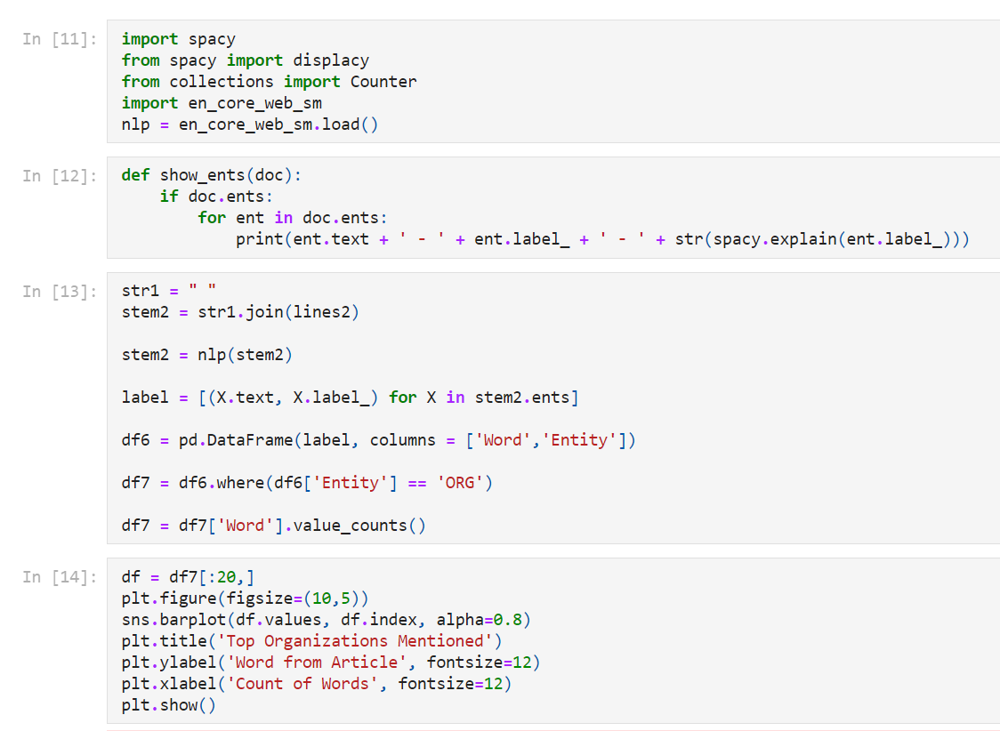 In [11]:
import spacy
from spacy import displacy
from collections import Counter
import en_core_web_sm
nlp = en_core_web_sm.load()
In [12]:
def show_ents(doc):
    if doc.ents:
        for ent in doc.ents:
            print(ent.text + ' - ' + ent.label_ + ' - ' + str(spacy.explain(ent.label_)))
In [13]:
str1 = " "
stem2 = str1.join(lines2)
stem2 = nlp(stem2)
label = [(X.text, X.label_) for X in stem2.ents]
df6 = pd.DataFrame(label, columns = ['Word','Entity'])
df7 = df6.where(df6['Entity'] == 'ORG')
df7 = df7['Word'].value_counts()
In [14]:
df = df7[:20,]
plt.figure(figsize=(10,5))
sns.barplot(df.values, df.index, alpha=0.8)
plt.title('Top Organizations Mentioned')
plt.ylabel('Word from Article', fontsize=12)
plt.xlabel('Count of Words', fontsize=12)
plt.show()